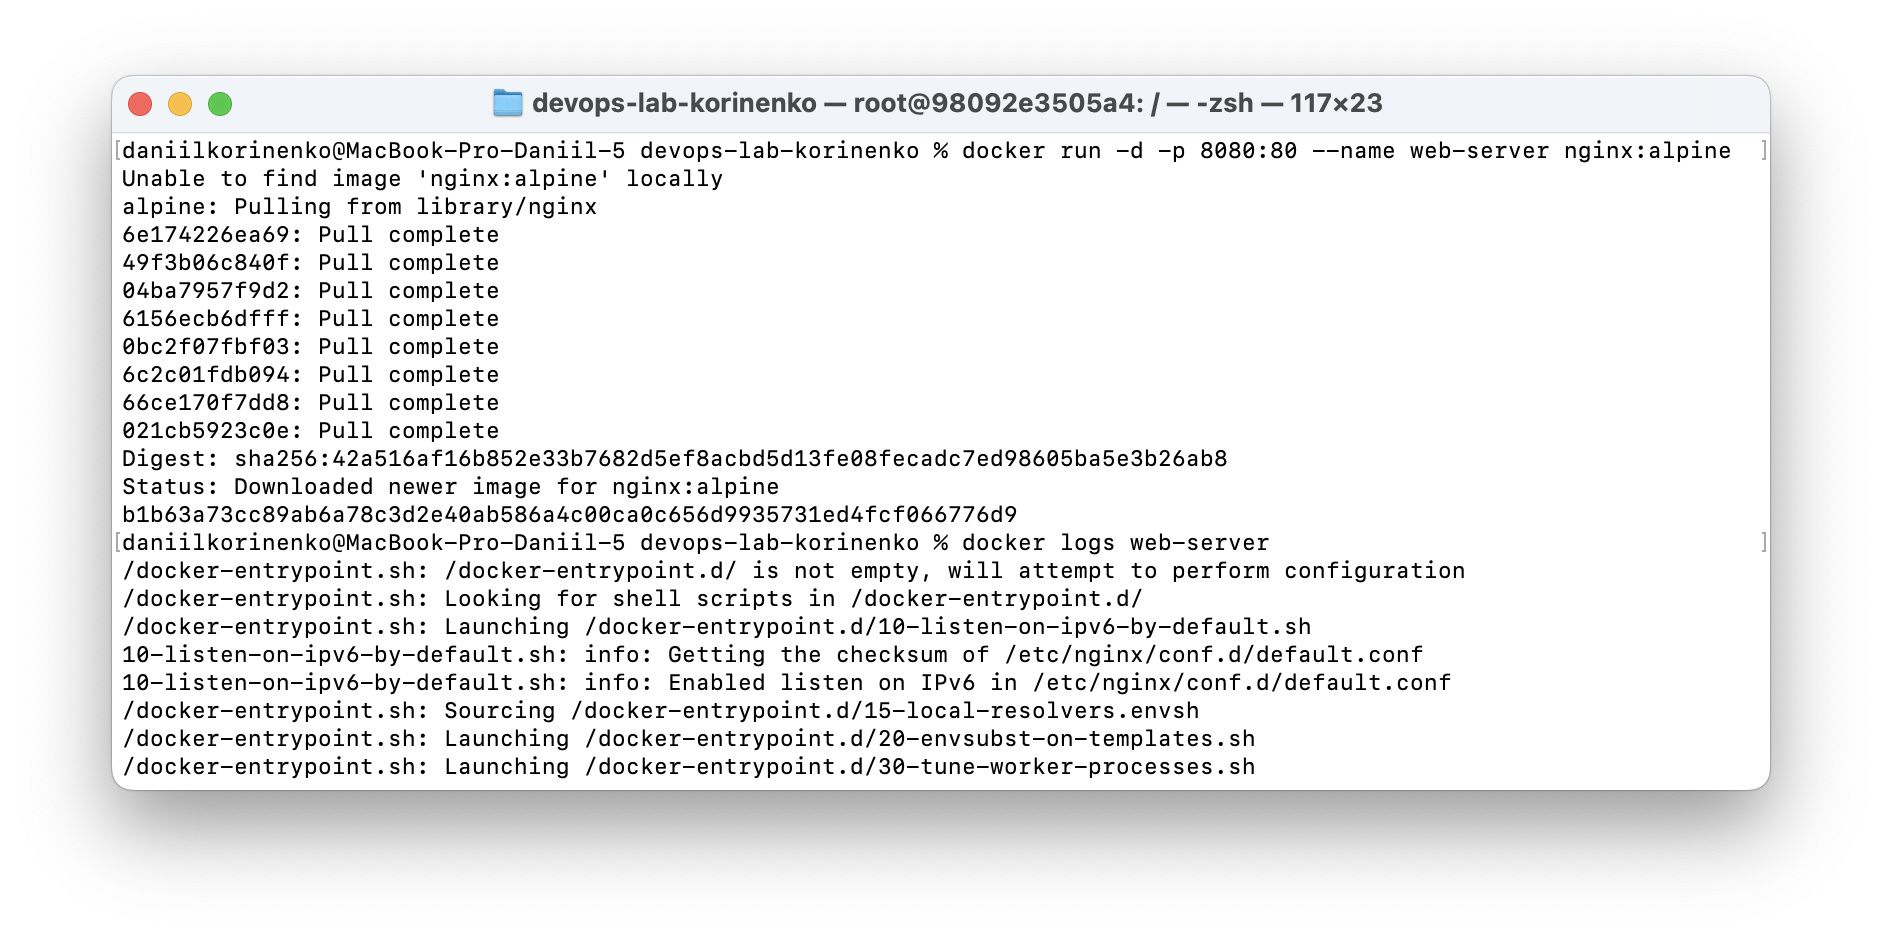 devops-lab-korinenko — root@98092e3505a4: / — -zsh — 117×23
[daniilkorinenko@MacBook-Pro-Daniil-5 devops-lab-korinenko % docker run -d -p 8080:80 --name web-server nginx:alpine ]
Unable to find image 'nginx:alpine' locally
alpine: Pulling from library/nginx
6e174226ea69: Pull complete
49f3b06c840f: Pull complete
04ba7957f9d2: Pull complete
6156ecb6dfff: Pull complete
0bc2f07fbf03: Pull complete
6c2c01fdb094: Pull complete
66ce170f7dd8: Pull complete
021cb5923c0e: Pull complete
Digest: sha256:42a516af16b852e33b7682d5ef8acbd5d13fe08fecadc7ed98605ba5e3b26ab8
Status: Downloaded newer image for nginx:alpine
b1b63a73cc89ab6a78c3d2e40ab586a4c00ca0c656d9935731ed4fcf066776d9
[daniilkorinenko@MacBook-Pro-Daniil-5 devops-lab-korinenko % docker logs web-server ]
/docker-entrypoint.sh: /docker-entrypoint.d/ is not empty, will attempt to perform configuration
/docker-entrypoint.sh: Looking for shell scripts in /docker-entrypoint.d/
/docker-entrypoint.sh: Launching /docker-entrypoint.d/10-listen-on-ipv6-by-default.sh
10-listen-on-ipv6-by-default.sh: info: Getting the checksum of /etc/nginx/conf.d/default.conf
10-listen-on-ipv6-by-default.sh: info: Enabled listen on IPv6 in /etc/nginx/conf.d/default.conf
/docker-entrypoint.sh: Sourcing /docker-entrypoint.d/15-local-resolvers.envsh
/docker-entrypoint.sh: Launching /docker-entrypoint.d/20-envsubst-on-templates.sh
/docker-entrypoint.sh: Launching /docker-entrypoint.d/30-tune-worker-processes.sh